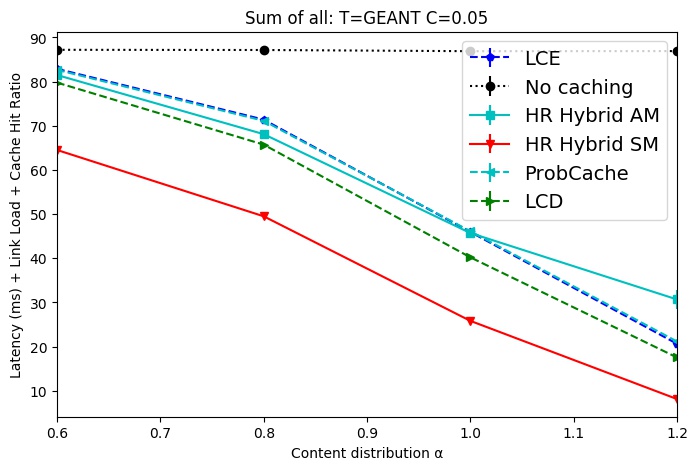 Sum of all: T=GEANT C=0.05
Latency (ms) + Link Load + Cache Hit Ratio
90
80
70
60
50
40
30
20
10
LCE
No caching
HR Hybrid AM
HR Hybrid SM
ProbCache
LCD
0.6 0.7 0.8 0.9 1.0 1.1 1.2
Content distribution α